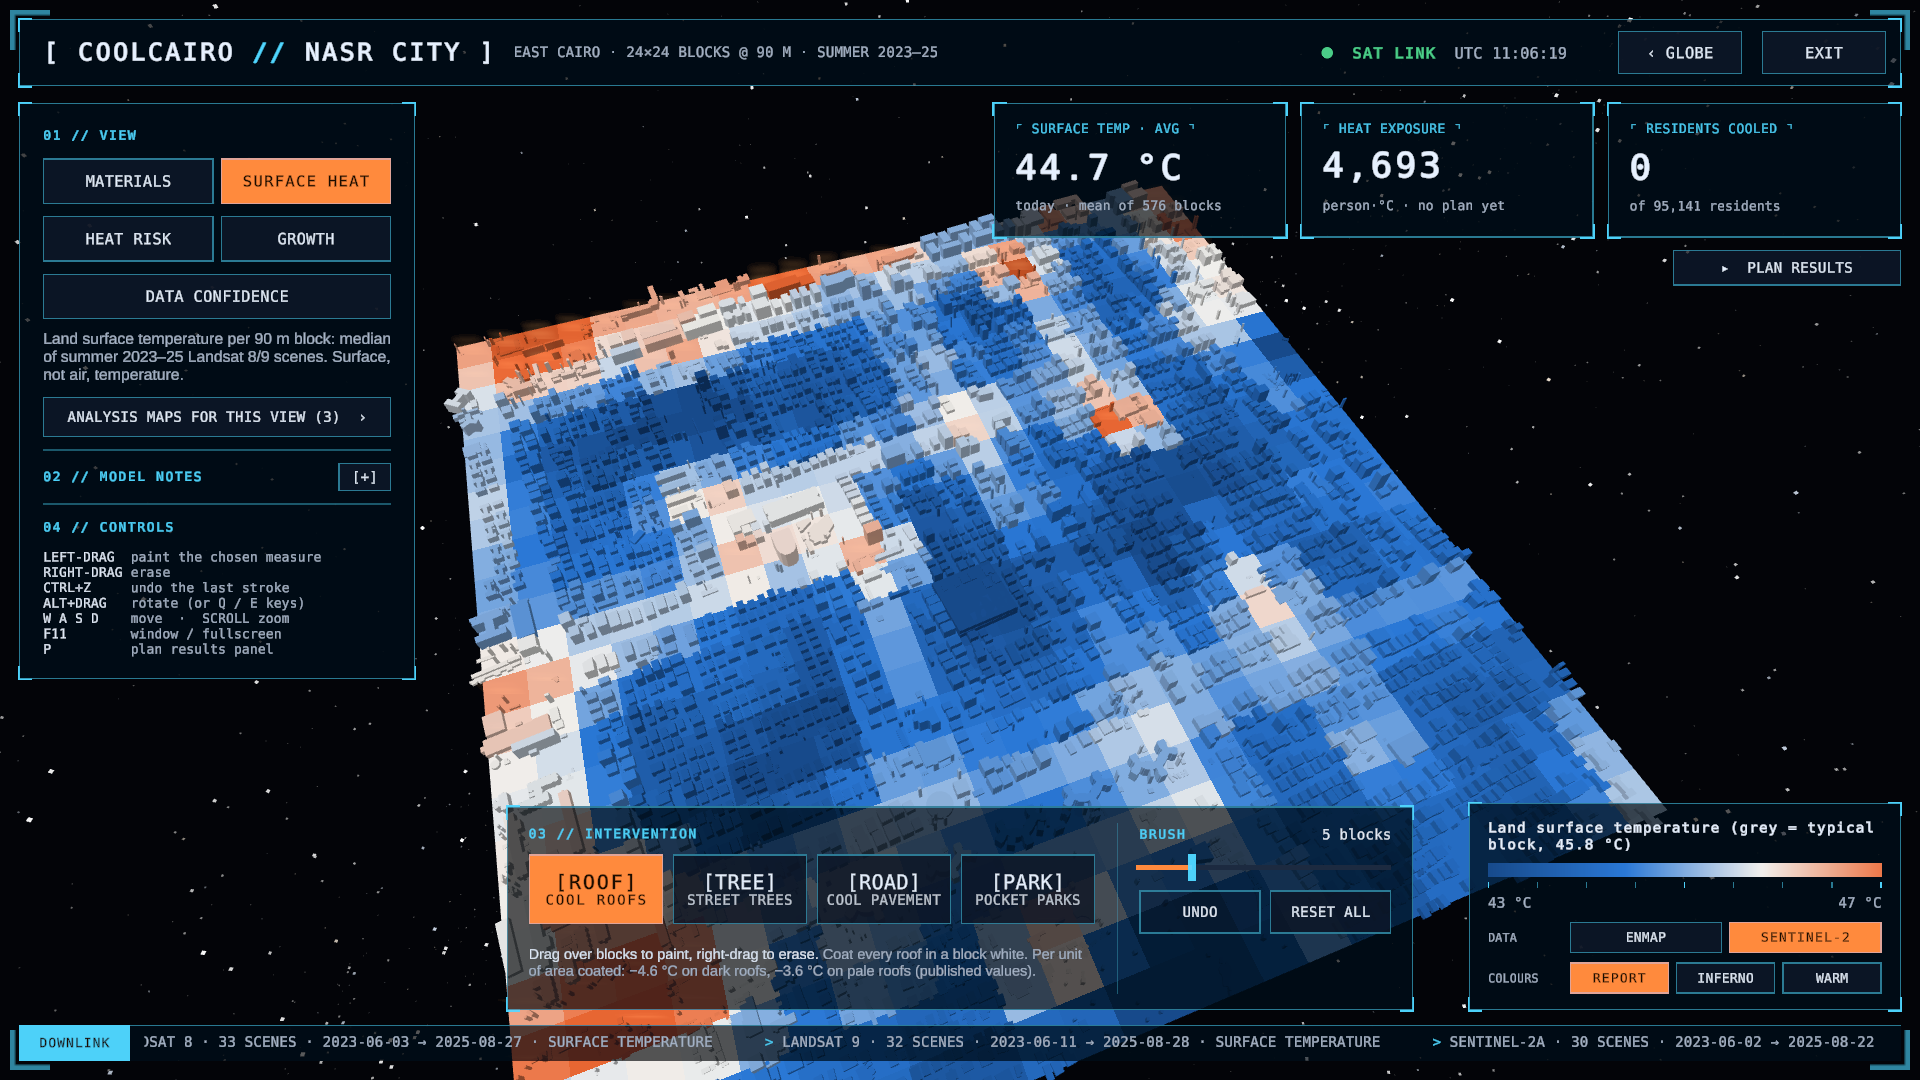 [ COOLCAIRO // NASR CITY ]
EAST CAIRO · 24×24 BLOCKS @ 90 M · SUMMER 2023–25
SAT LINK
UTC 11:06:19
‹ GLOBE
EXIT
01 // VIEW
MATERIALS
SURFACE HEAT
HEAT RISK
GROWTH
DATA CONFIDENCE
Land surface temperature per 90 m block: median
of summer 2023–25 Landsat 8/9 scenes. Surface,
not air, temperature.
ANALYSIS MAPS FOR THIS VIEW (3) ›
02 // MODEL NOTES
[+]
04 // CONTROLS
LEFT-DRAG paint the chosen measure
RIGHT-DRAG erase
CTRL+Z undo the last stroke
ALT+DRAG rotate (or Q / E keys)
W A S D move · SCROLL zoom
F11 window / fullscreen
P plan results panel
⌜ SURFACE TEMP · AVG ⌝
44.7 °C
today · mean of 576 blocks
⌜ HEAT EXPOSURE ⌝
4,693
person·°C · no plan yet
⌜ RESIDENTS COOLED ⌝
0
of 95,141 residents
▸ PLAN RESULTS
03 // INTERVENTION
[ROOF]
COOL ROOFS
[TREE]
STREET TREES
[ROAD]
COOL PAVEMENT
[PARK]
POCKET PARKS
Drag over blocks to paint, right-drag to erase. Coat every roof in a block white. Per unit
of area coated: −4.6 °C on dark roofs, −3.6 °C on pale roofs (published values).
BRUSH
5 blocks
UNDO
RESET ALL
Land surface temperature (grey = typical
block, 45.8 °C)
43 °C
47 °C
DATA
ENMAP
SENTINEL-2
COLOURS
REPORT
INFERNO
WARM
DOWNLINK
SAT 8 · 33 SCENES · 2023-06-03 → 2025-08-27 · SURFACE TEMPERATURE > LANDSAT 9 · 32 SCENES · 2023-06-11 → 2025-08-28 · SURFACE TEMPERATURE > SENTINEL-2A · 30 SCENES · 2023-06-02 → 2025-08-22